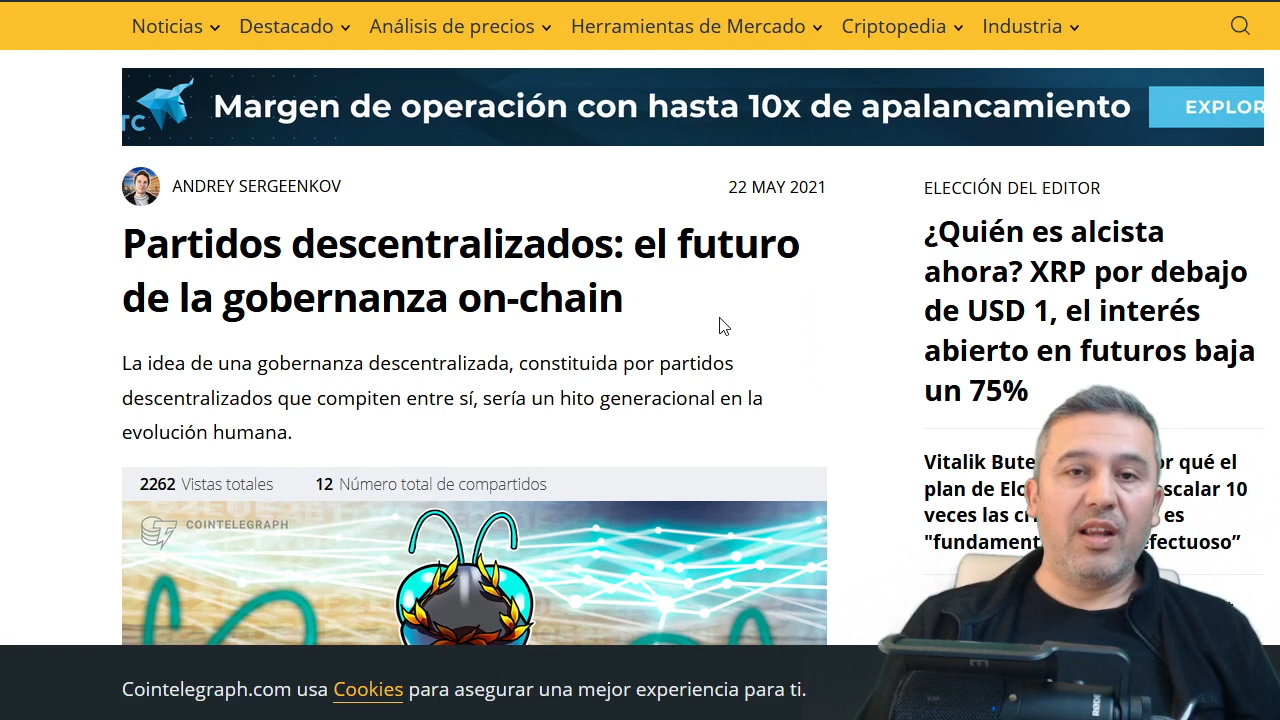 Noticias Destacado Análisis de precios Herramientas de Mercado Criptopedia Industria
TC Margen de operación con hasta 10x de apalancamiento EXPLOR
ANDREY SERGEENKOV
22 MAY 2021
Partidos descentralizados: el futuro
de la gobernanza on-chain
La idea de una gobernanza descentralizada, constituida por partidos
descentralizados que compiten entre sí, sería un hito generacional en la
evolución humana.
2262 Vistas totales 12 Número total de compartidos
COINTELEGRAPH
ELECCIÓN DEL EDITOR
¿Quién es alcista
ahora? XRP por debajo
de USD 1, el interés
abierto en futuros baja
un 75%
Vitalik Bute or qué el
plan de Elo escalar 10
veces las cr es
"fundament efectuoso”
Cointelegraph.com usa Cookies para asegurar una mejor experiencia para ti.
RØDE